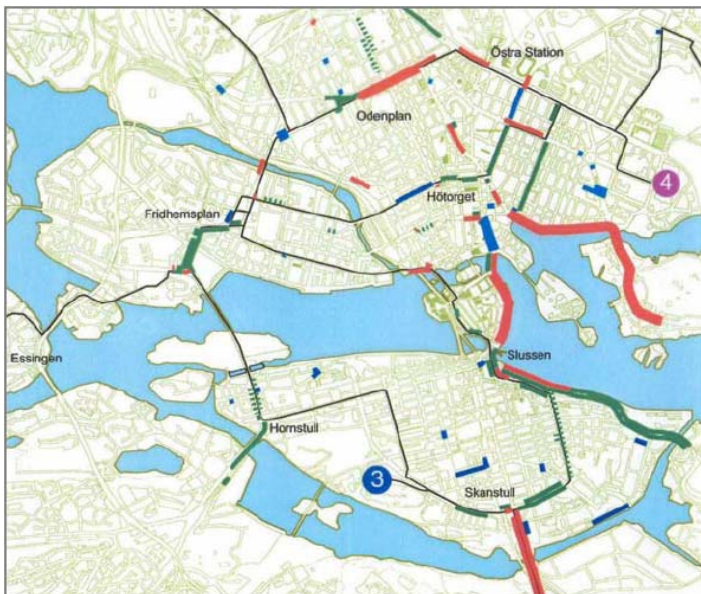 Östra Station
Odenplan
4
Hötorget
Fridhemsplan
Essingen
Slussen
Hornstull
3
Skanstull